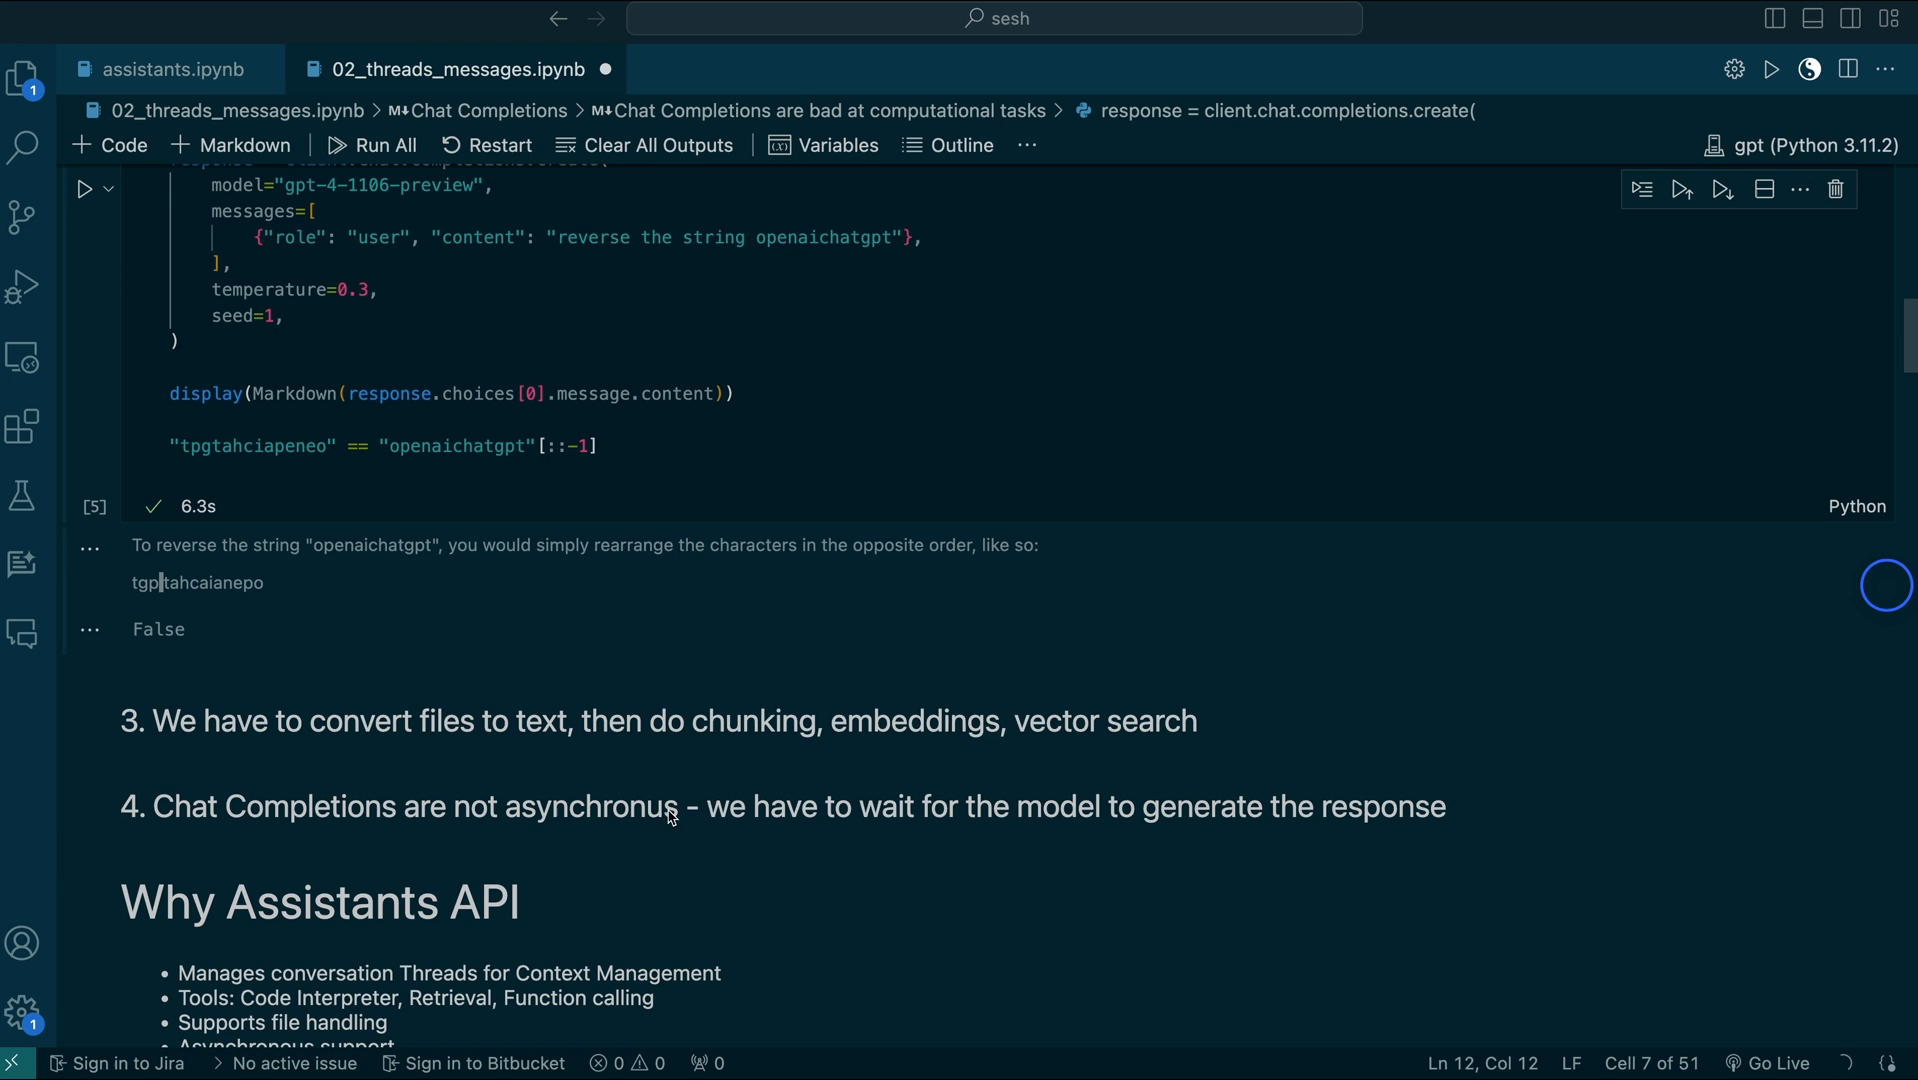 sesh
assistants.ipynb
02_threads_messages.ipynb
1
02_threads_messages.ipynb > M↓Chat Completions > M↓Chat Completions are bad at computational tasks > response = client.chat.completions.create(
+ Code + Markdown | Run All Restart Clear All Outputs | Variables Outline ···
gpt (Python 3.11.2)
model="gpt-4-1106-preview",
messages=[
{"role": "user", "content": "reverse the string openaichatgpt"},
],
temperature=0.3,
seed=1,
)
display(Markdown(response.choices[0].message.content))
"tpgtahciapeneo" == "openaichatgpt"[::-1]
[5] ✓ 6.3s
Python
To reverse the string "openaichatgpt", you would simply rearrange the characters in the opposite order, like so:
tgptahcaianepo
False
3. We have to convert files to text, then do chunking, embeddings, vector search
4. Chat Completions are not asynchronus - we have to wait for the model to generate the response
Why Assistants API
• Manages conversation Threads for Context Management
• Tools: Code Interpreter, Retrieval, Function calling
• Supports file handling
• Asynchronous support
1
Sign in to Jira > No active issue Sign in to Bitbucket 0 0 0
Ln 12, Col 12 LF Cell 7 of 51 Go Live